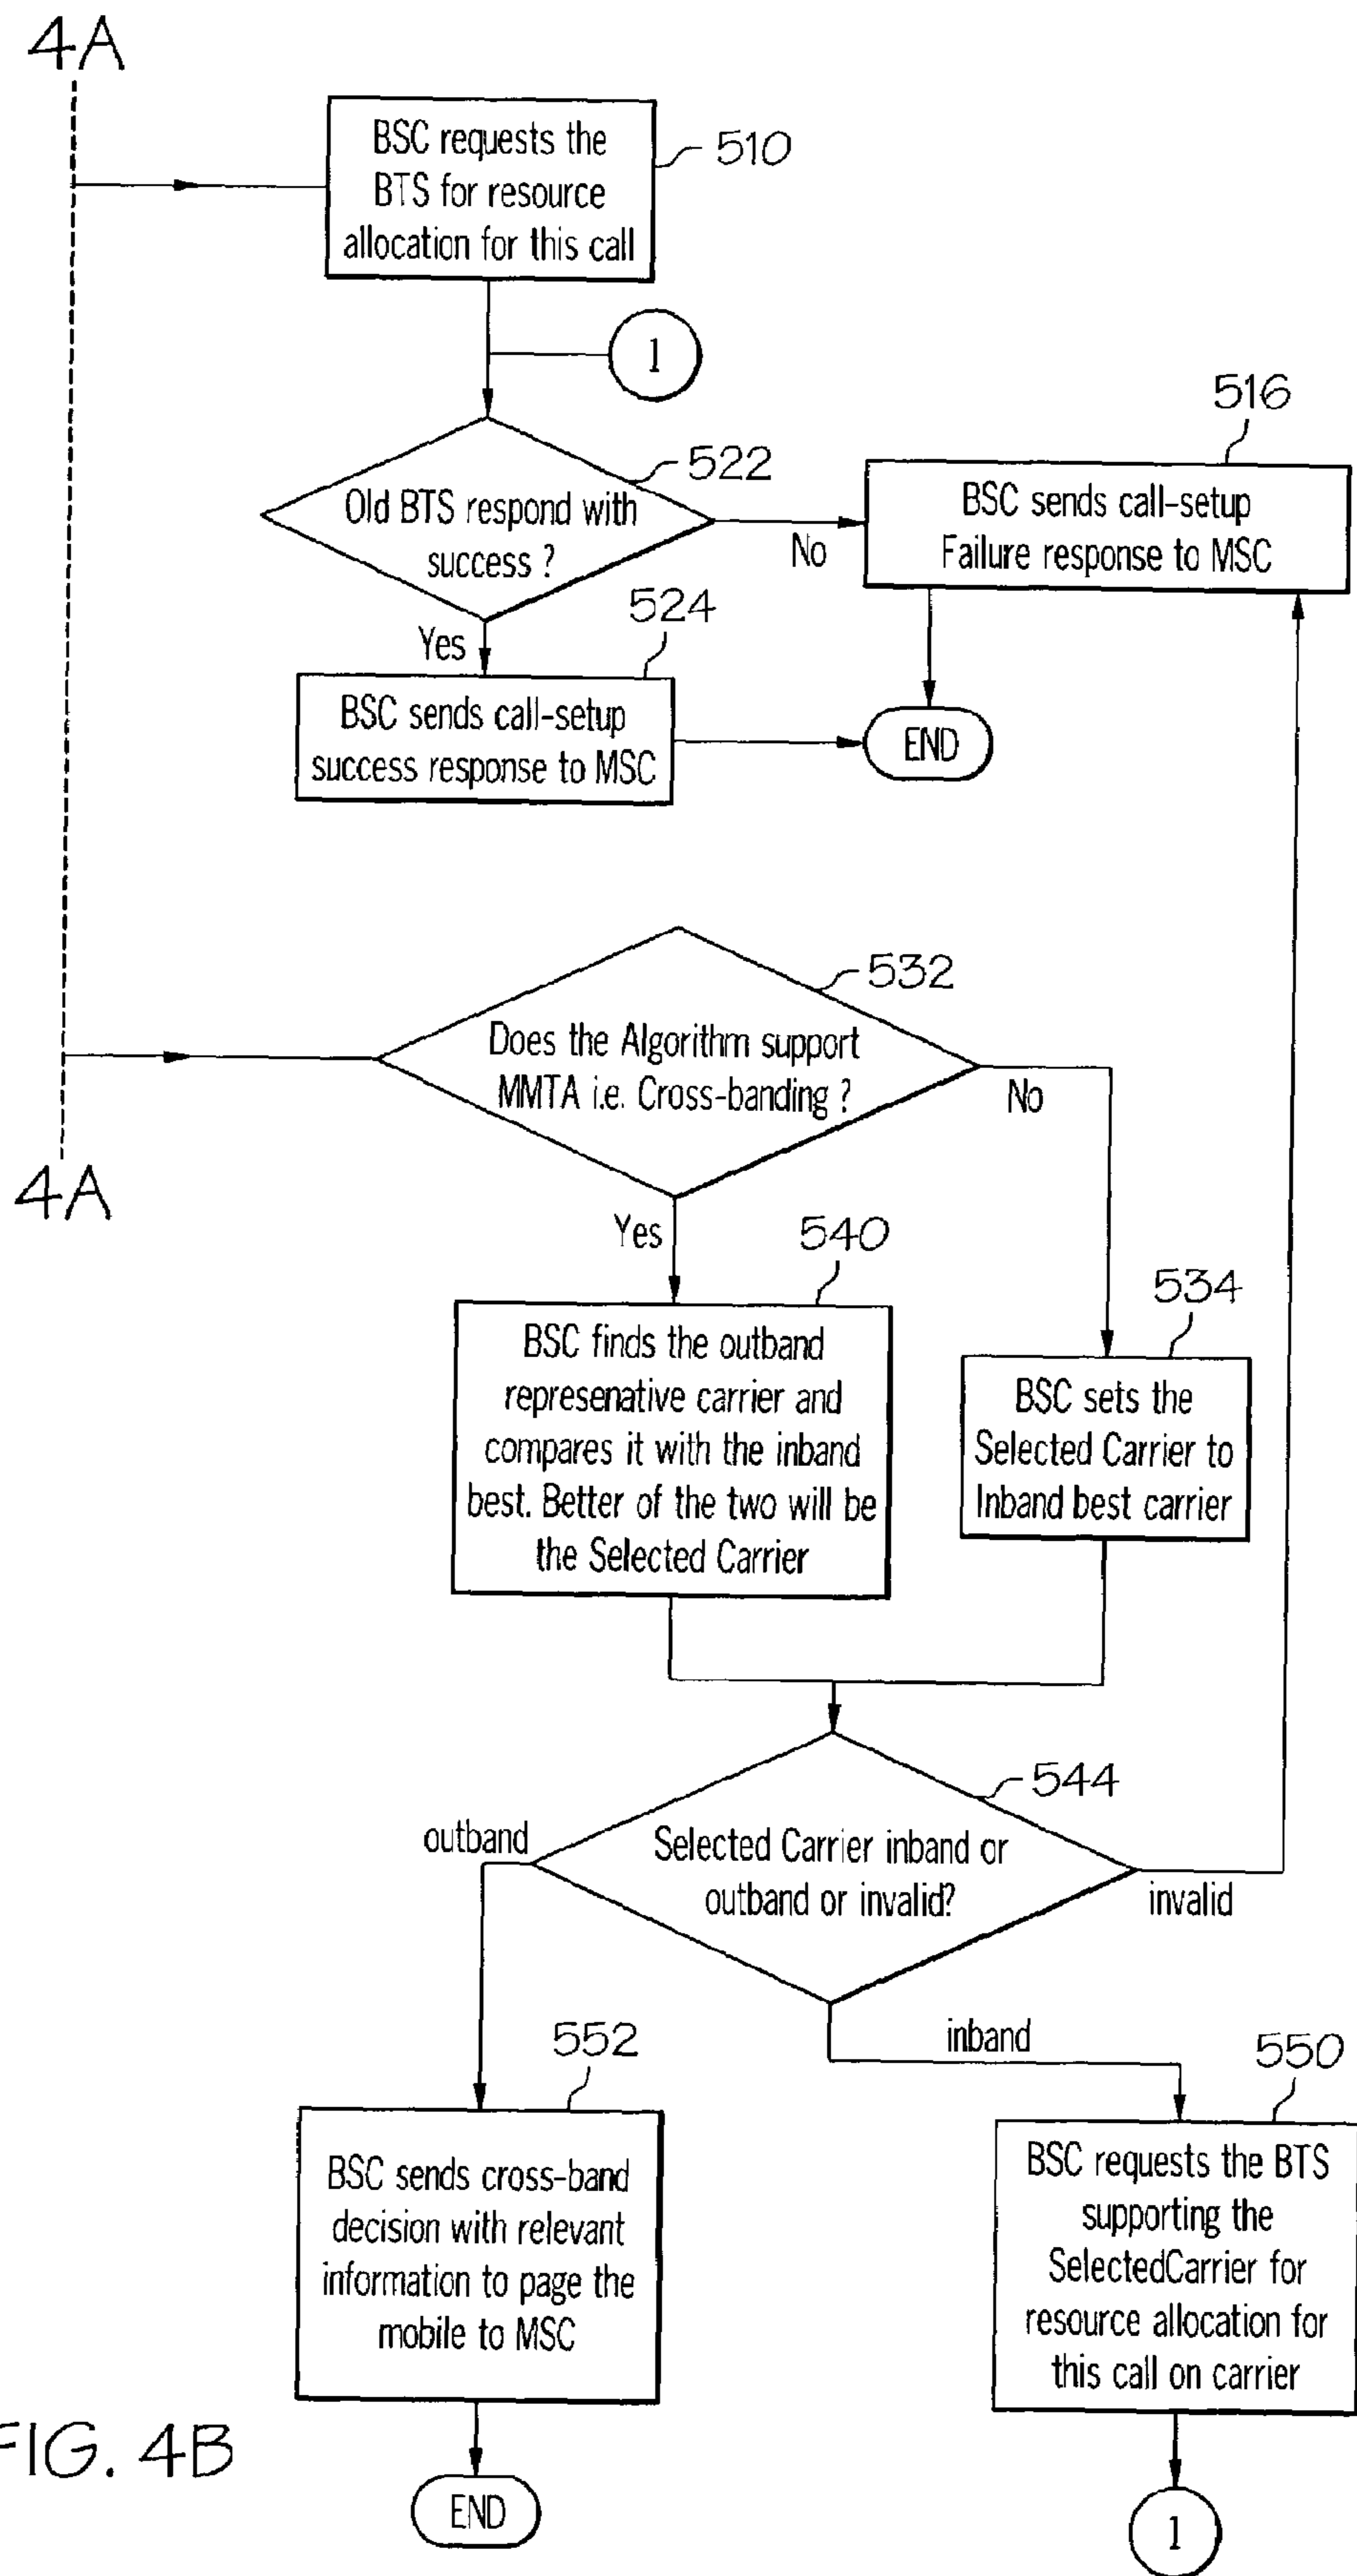 4A
BSC requests the
BTS for resource
allocation for this call
510
1
516
522
Old BTS respond with
success ?
No
BSC sends call-setup
Failure response to MSC
524
Yes
BSC sends call-setup
success response to MSC
END
532
Does the Algorithm support
MMTA i.e. Cross-banding ?
No
4A
Yes
540
534
BSC finds the outband
represenative carrier and
compares it with the inband
best. Better of the two will be
the Selected Carrier
BSC sets the
Selected Carrier to
Inband best carrier
544
outband
Selected Carrier inband or
outband or invalid?
invalid
inband
552
550
BSC sends cross-band
decision with relevant
information to page the
mobile to MSC
BSC requests the BTS
supporting the
SelectedCarrier for
resource allocation for
this call on carrier
FIG. 4B
END
1